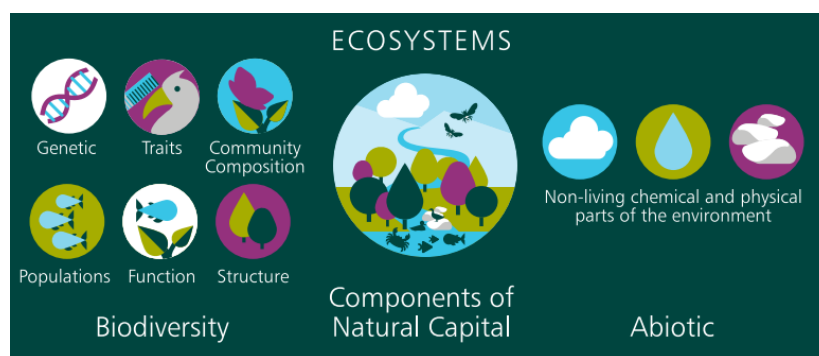 ECOSYSTEMS
Genetic
Traits
Community
Composition
Populations
Function
Structure
Biodiversity
Components of
Natural Capital
Non-living chemical and physical
parts of the environment
Abiotic